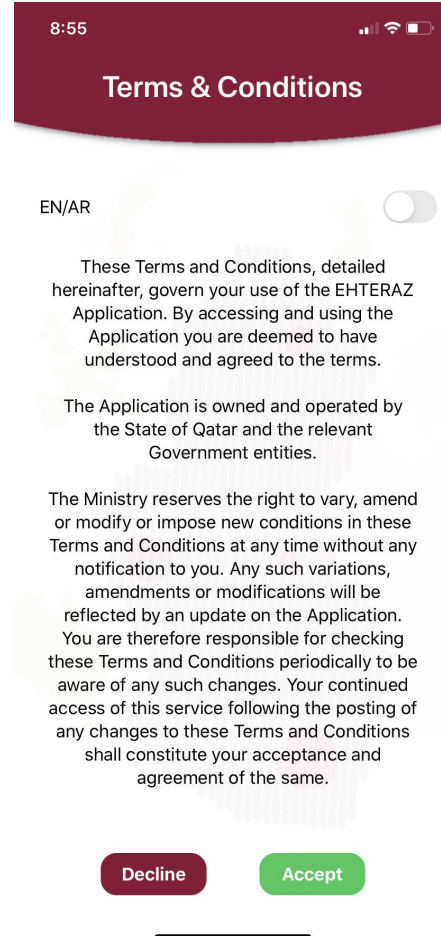 8:55
Terms & Conditions
EN/AR
These Terms and Conditions, detailed
hereinafter, govern your use of the EHTERAZ
Application. By accessing and using the
Application you are deemed to have
understood and agreed to the terms.
The Application is owned and operated by
the State of Qatar and the relevant
Government entities.
The Ministry reserves the right to vary, amend
or modify or impose new conditions in these
Terms and Conditions at any time without any
notification to you. Any such variations,
amendments or modifications will be
reflected by an update on the Application.
You are therefore responsible for checking
these Terms and Conditions periodically to be
aware of any such changes. Your continued
access of this service following the posting of
any changes to these Terms and Conditions
shall constitute your acceptance and
agreement of the same.
Decline Accept